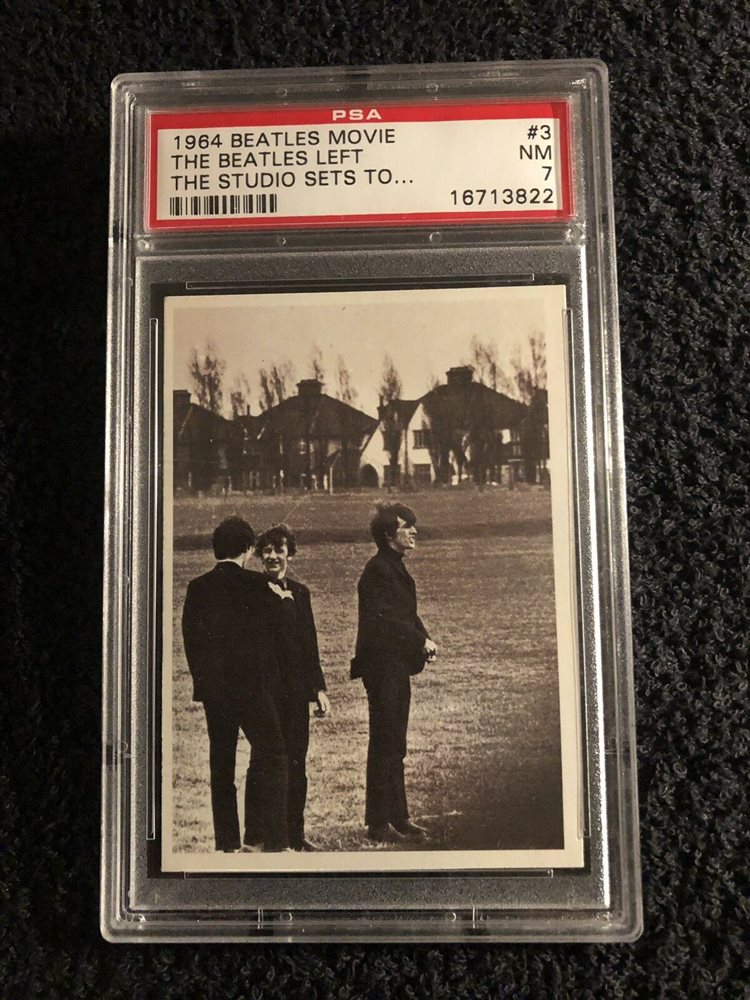 PSA
1964 BEATLES MOVIE #3
THE BEATLES LEFT NM
THE STUDIO SETS TO... 7
16713822